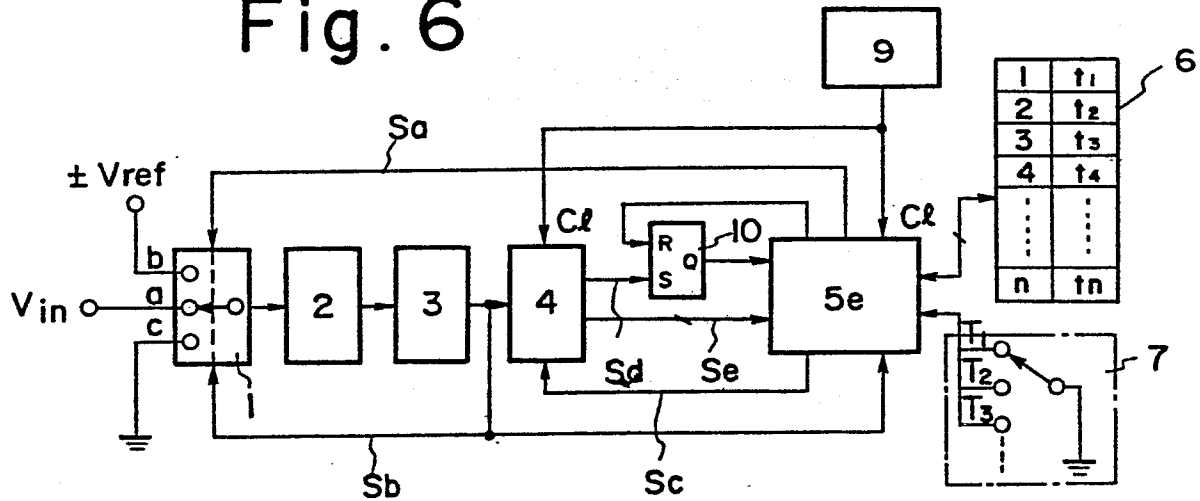 Fig. 6
9
6
1 t1
2 t2
3 t3
4 t4
n tn
Sa
± Vref
Cl
Cl
10
R
S
Q
b
a
c
Vin
2
3
4
5e
1
Sd
Se
Sb
Sc
T1
T2
T3
7